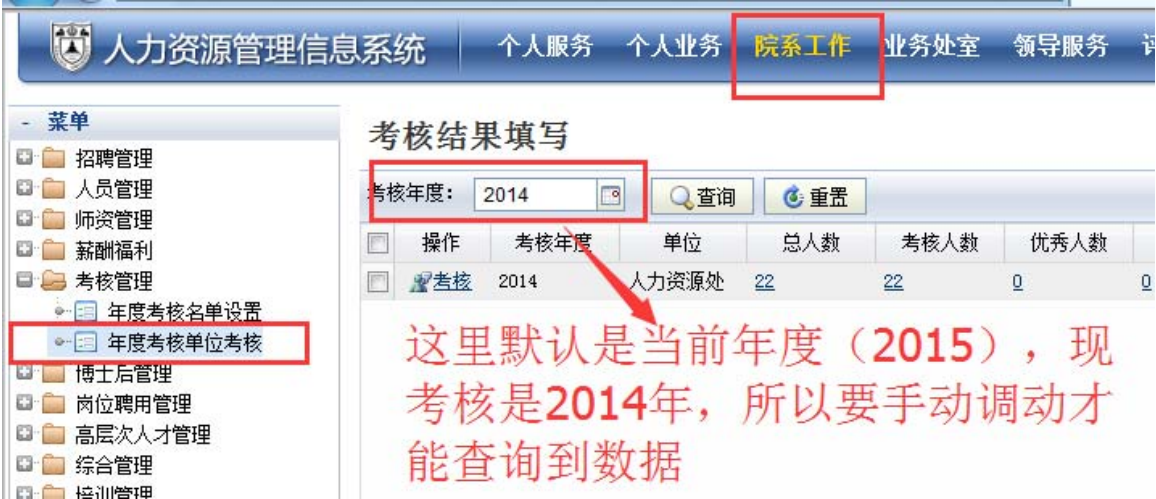 人力资源管理信息系统 个人服务 个人业务 院系工作 业务处室 领导服务
- 菜单
招聘管理
人员管理
师资管理
薪酬福利
考核管理
年度考核名单设置
年度考核单位考核
博士后管理
岗位聘用管理
高层次人才管理
综合管理
培训管理
考核结果填写
考核年度： 2014 查询 重置
操作 考核年度 单位 总人数 考核人数 优秀人数
考核 2014 人力资源处 22 22 0 0
这里默认是当前年度（2015），现
考核是2014年，所以要手动调动才
能查询到数据